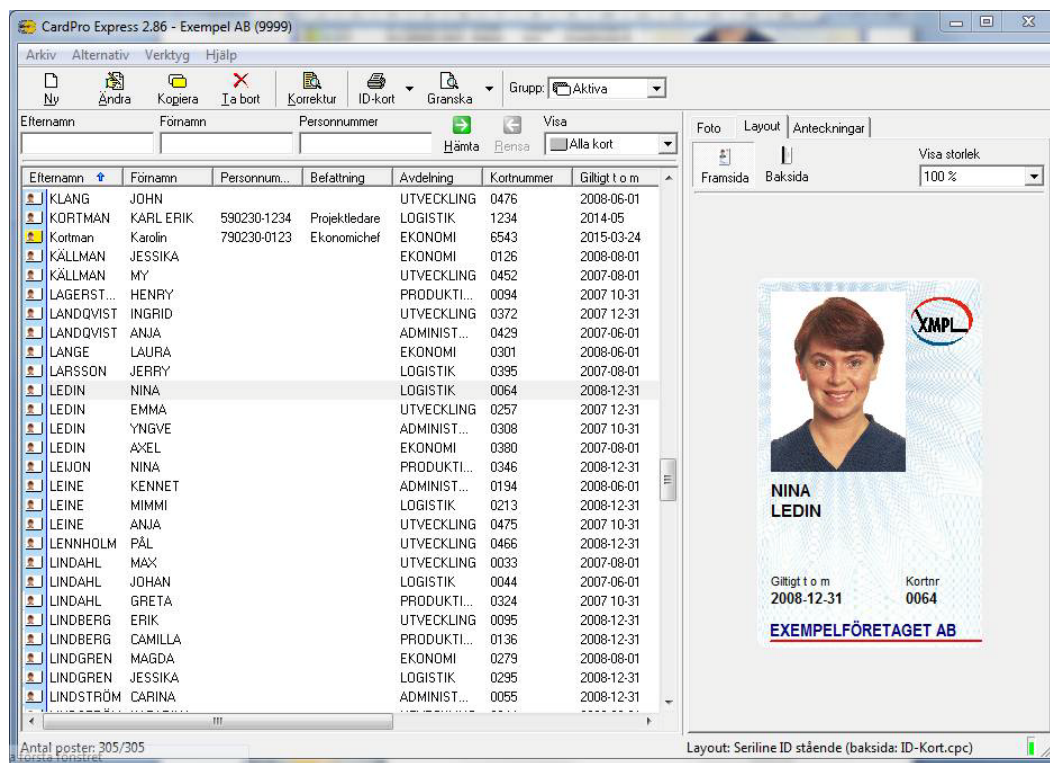 CardPro Express 2.86 - Exempel AB (9999)
Arkiv Alternativ Verktyg Hjälp
Ny Ändra Kopiera Ta bort Korrektur ID-kort Granska Grupp: Aktiva
Efternamn Förnamn Personnummer Visa
Hämta Rensa Alla kort
Efternamn Förnamn Personnum... Befattning Avdelning Kortnummer Giltigt t o m
KLANG JOHN UTVECKLING 0476 2008-06-01
KORTMAN KARL ERIK 590230-1234 Projektledare LOGISTIK 1234 2014-05
Kortman Karolin 790230-0123 Ekonomichef EKONOMI 6543 2015-03-24
KÄLLMAN JESSIKA EKONOMI 0126 2008-08-01
KÄLLMAN MY UTVECKLING 0452 2007-08-01
LAGERST... HENRY PRODUKTI... 0094 2007 10-31
LANDQVIST INGRID UTVECKLING 0372 2007 12-31
LANDQVIST ANJA ADMINIST... 0429 2007-06-01
LANGE LAURA EKONOMI 0301 2008-06-01
LARSSON JERRY LOGISTIK 0395 2007-08-01
LEDIN NINA LOGISTIK 0064 2008-12-31
LEDIN EMMA UTVECKLING 0257 2007 12-31
LEDIN YNGVE ADMINIST... 0308 2007 10-31
LEDIN AXEL EKONOMI 0380 2007-08-01
LEIJON NINA PRODUKTI... 0346 2008-12-31
LEINE KENNET ADMINIST... 0194 2008-06-01
LEINE MIMMI LOGISTIK 0213 2008-12-31
LEINE ANJA UTVECKLING 0475 2007 10-31
LENNHOLM PÅL UTVECKLING 0466 2008-12-31
LINDAHL MAX UTVECKLING 0033 2007-08-01
LINDAHL JOHAN LOGISTIK 0044 2007-06-01
LINDAHL GRETA PRODUKTI... 0324 2007 10-31
LINDBERG ERIK UTVECKLING 0095 2008-12-31
LINDBERG CAMILLA PRODUKTI... 0136 2008-12-31
LINDGREN MAGDA EKONOMI 0279 2008-08-01
LINDGREN JESSIKA LOGISTIK 0295 2008-12-31
LINDSTRÖM CARINA ADMINIST... 0055 2008-12-31
Antal poster: 305/305
a första fönstret
Foto Layout Anteckningar
Framsida Baksida Visa storlek
100 %
XMPL
NINA
LEDIN
Giltigt t o m Kortnr
2008-12-31 0064
EXEMPELFÖRETAGET AB
Layout: Seriline ID stående (baksida: ID-Kort.cpc)